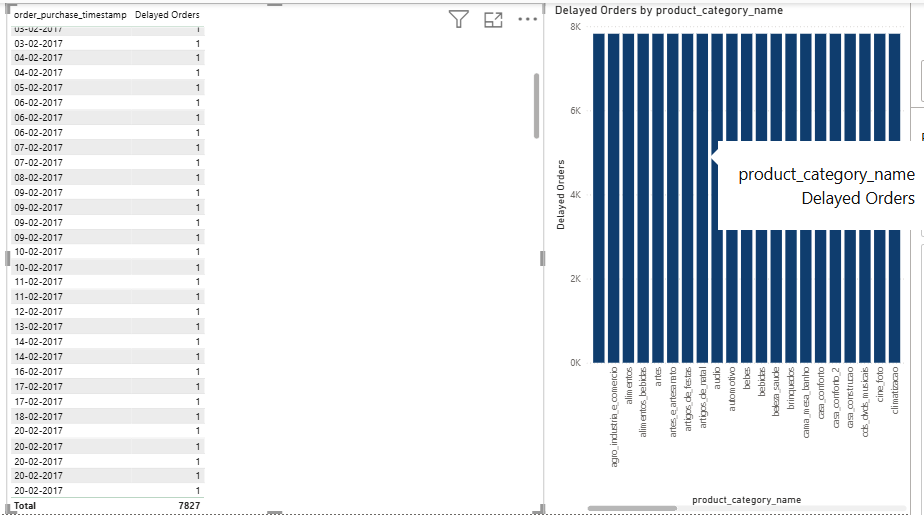 order_purchase_timestamp Delayed Orders
03-02-2017 1
03-02-2017 1
04-02-2017 1
04-02-2017 1
05-02-2017 1
06-02-2017 1
06-02-2017 1
06-02-2017 1
07-02-2017 1
07-02-2017 1
08-02-2017 1
09-02-2017 1
09-02-2017 1
09-02-2017 1
09-02-2017 1
10-02-2017 1
10-02-2017 1
11-02-2017 1
11-02-2017 1
12-02-2017 1
13-02-2017 1
14-02-2017 1
14-02-2017 1
16-02-2017 1
17-02-2017 1
17-02-2017 1
18-02-2017 1
20-02-2017 1
20-02-2017 1
20-02-2017 1
20-02-2017 1
20-02-2017 1
Total 7827
Delayed Orders by product_category_name
8K
6K
4K
2K
0K
Delayed Orders
product_category_name
Delayed Orders
agro_industria_e_comercio
alimentos
alimentos_bebidas
artes
artes_e_artesanato
artigos_de_festas
artigos_de_natal
audio
automotivo
bebes
bebidas
beleza_saude
brinquedos
cama_mesa_banho
casa_conforto
casa_conforto_2
casa_construcao
cds_dvds_musicais
cine_foto
climatizacao
product_category_name